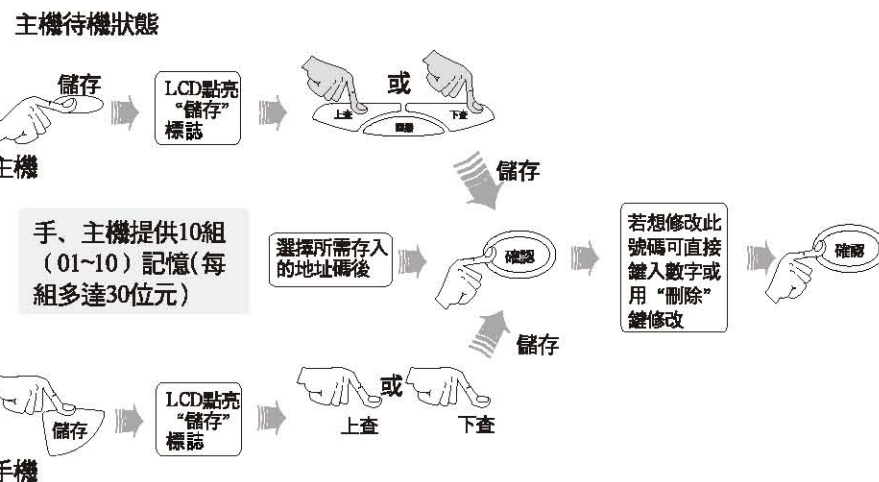 主機待機狀態
儲存
LCD點亮
“儲存”
標誌
或
上查
下查
主機
儲存
手、主機提供10組
（01~10）記憶(每
組多達30位元）
選擇所需存入
的地址碼後
確認
若想修改此
號碼可直接
鍵入數字或
用“刪除”
鍵修改
確認
儲存
儲存
LCD點亮
“儲存”
標誌
或
上查
下查
手機